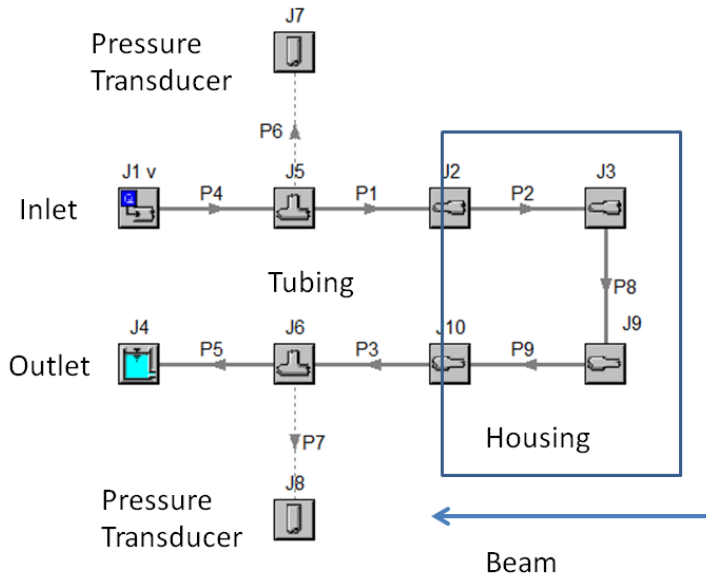 J7
Pressure
Transducer
P6
J1 v
J5
J2
J3
P4
P1
P2
Inlet
Tubing
P8
J4
J6
J10
J9
P5
P3
P9
Outlet
Housing
P7
J8
Pressure
Transducer
Beam